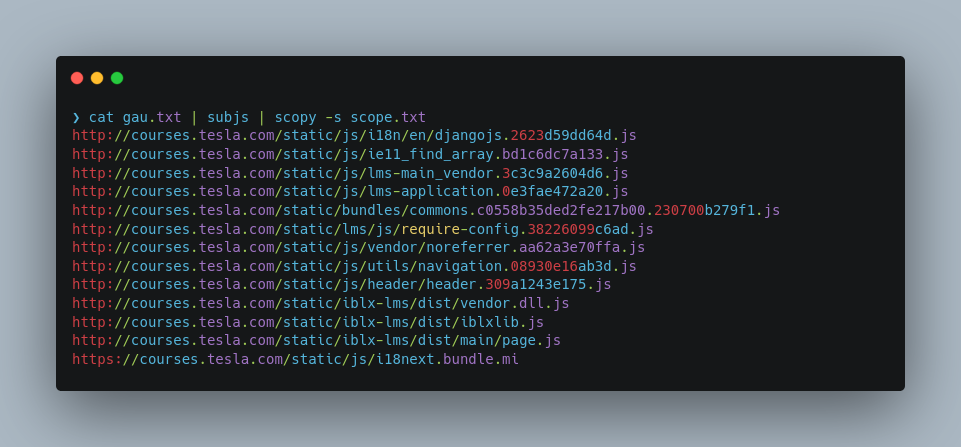 ❯ cat gau.txt | subjs | scopy -s scope.txt
http://courses.tesla.com/static/js/i18n/en/djangojs.2623d59dd64d.js
http://courses.tesla.com/static/js/ie11_find_array.bd1c6dc7a133.js
http://courses.tesla.com/static/js/lms-main_vendor.3c3c9a2604d6.js
http://courses.tesla.com/static/js/lms-application.0e3fae472a20.js
http://courses.tesla.com/static/bundles/commons.c0558b35ded2fe217b00.230700b279f1.js
http://courses.tesla.com/static/lms/js/require-config.38226099c6ad.js
http://courses.tesla.com/static/js/vendor/noreferrer.aa62a3e70ffa.js
http://courses.tesla.com/static/js/utils/navigation.08930e16ab3d.js
http://courses.tesla.com/static/js/header/header.309a1243e175.js
http://courses.tesla.com/static/iblx-lms/dist/vendor.dll.js
http://courses.tesla.com/static/iblx-lms/dist/iblxlib.js
http://courses.tesla.com/static/iblx-lms/dist/main/page.js
https://courses.tesla.com/static/js/i18next.bundle.mi